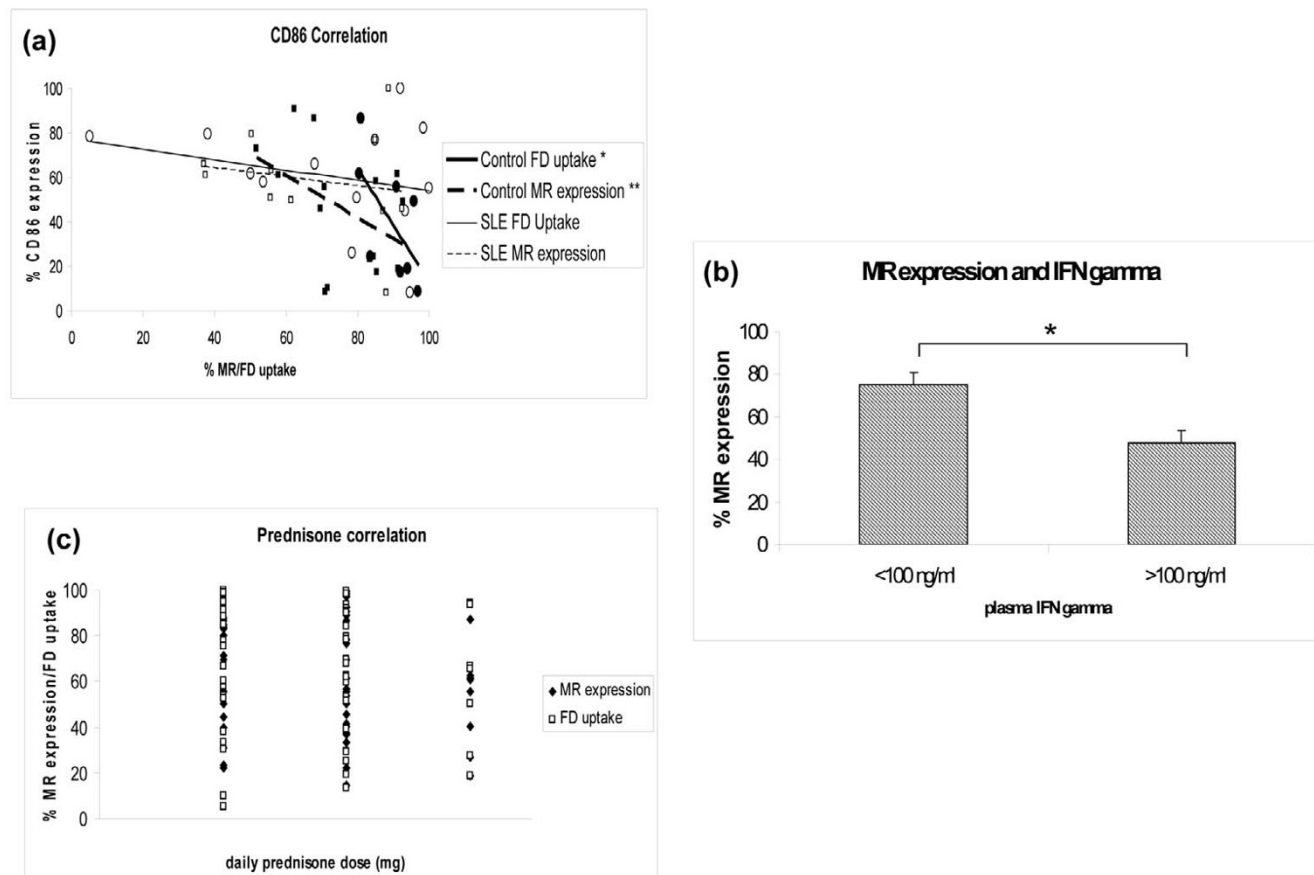 (a)
CD86 Correlation
100
80
60
40
20
0
% CD86 expression
0 20 40 60 80 100
% MR/FD uptake
Control FD uptake *
Control MR expression **
SLE FD Uptake
SLE MR expression
(b)
MR expression and IFN gamma
*
100
80
60
40
20
0
% MR expression
<100 ng/ml >100 ng/ml
plasma IFN gamma
(c)
Prednisone correlation
100
80
60
40
20
0
% MR expression/FD uptake
MR expression
FD uptake
daily prednisone dose (mg)